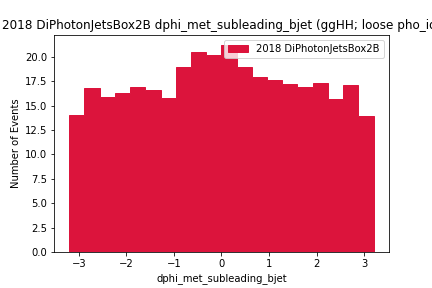 2018 DiPhotonJetsBox2B dphi_met_subleading_bjet (ggHH; loose
2018 DiPhotonJetsBox2B
20.0
17.5
15.0
12.5
10.0
7.5
5.0
2.5
0.0
Number of Events
−3 −2 −1 0 1 2 3
dphi_met_subleading_bjet